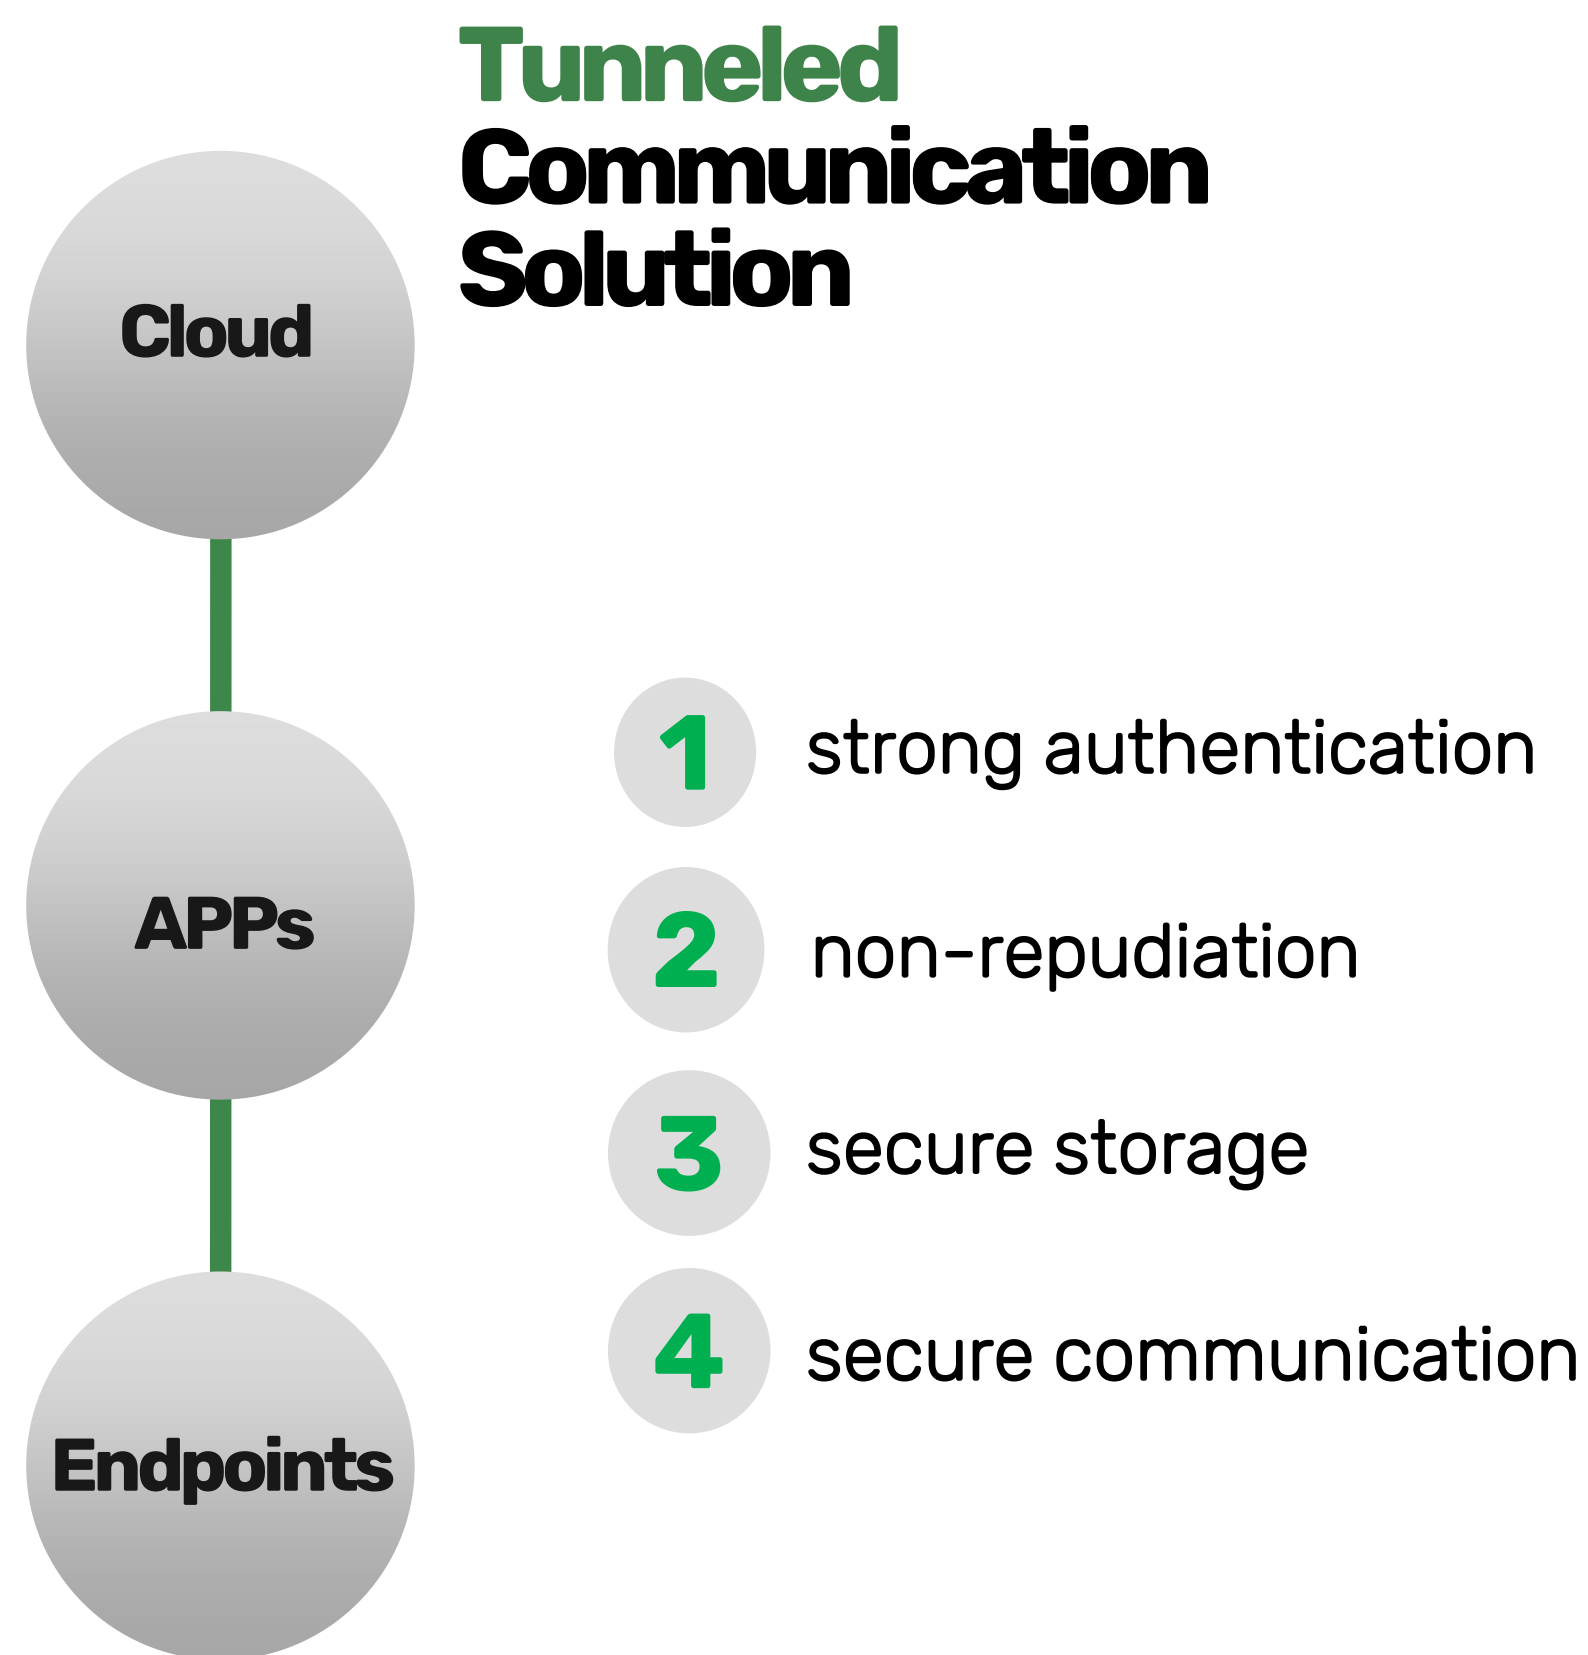 Tunneled
Communication
Solution
Cloud
APPs
Endpoints
1 strong authentication
2 non-repudiation
3 secure storage
4 secure communication